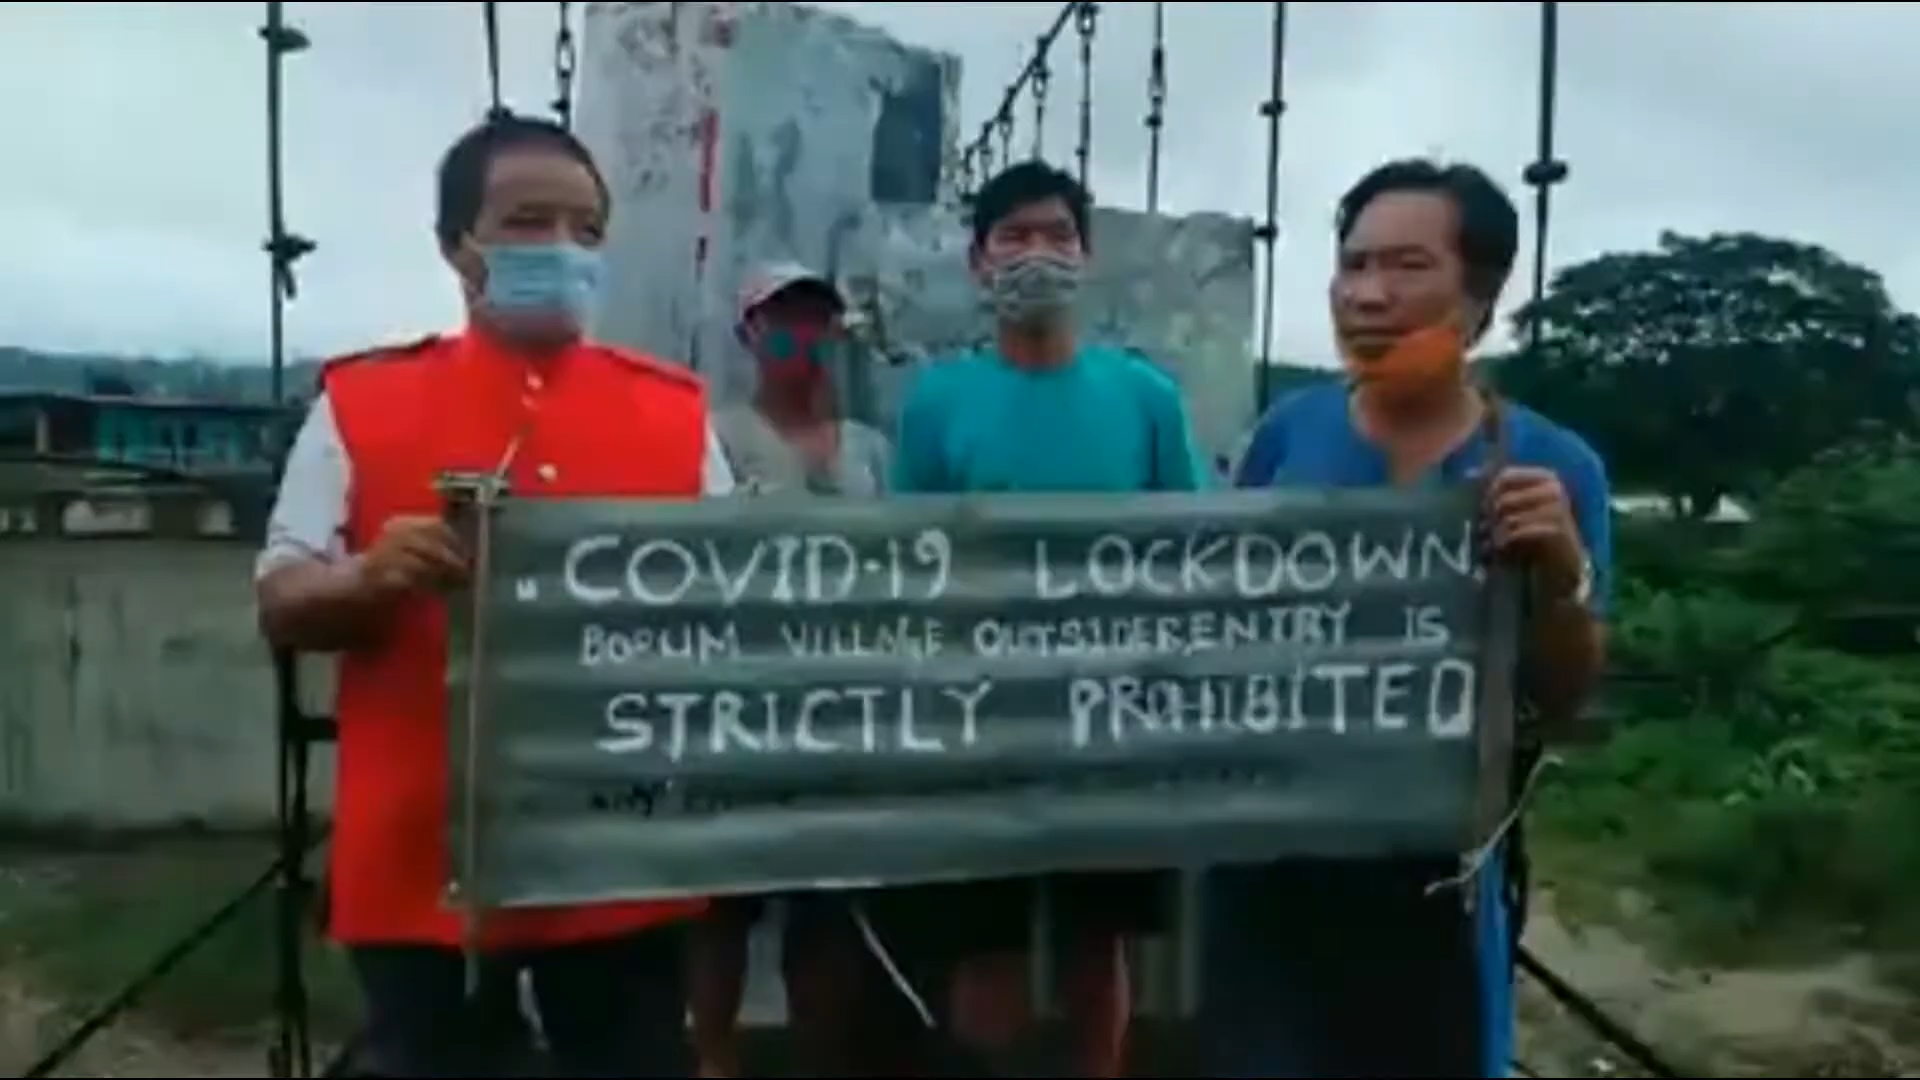 COVID-19 LOCKDOWN.
BORUM VILLAGE OUTSIDER ENTRY IS
STRICTLY PROHIBITED